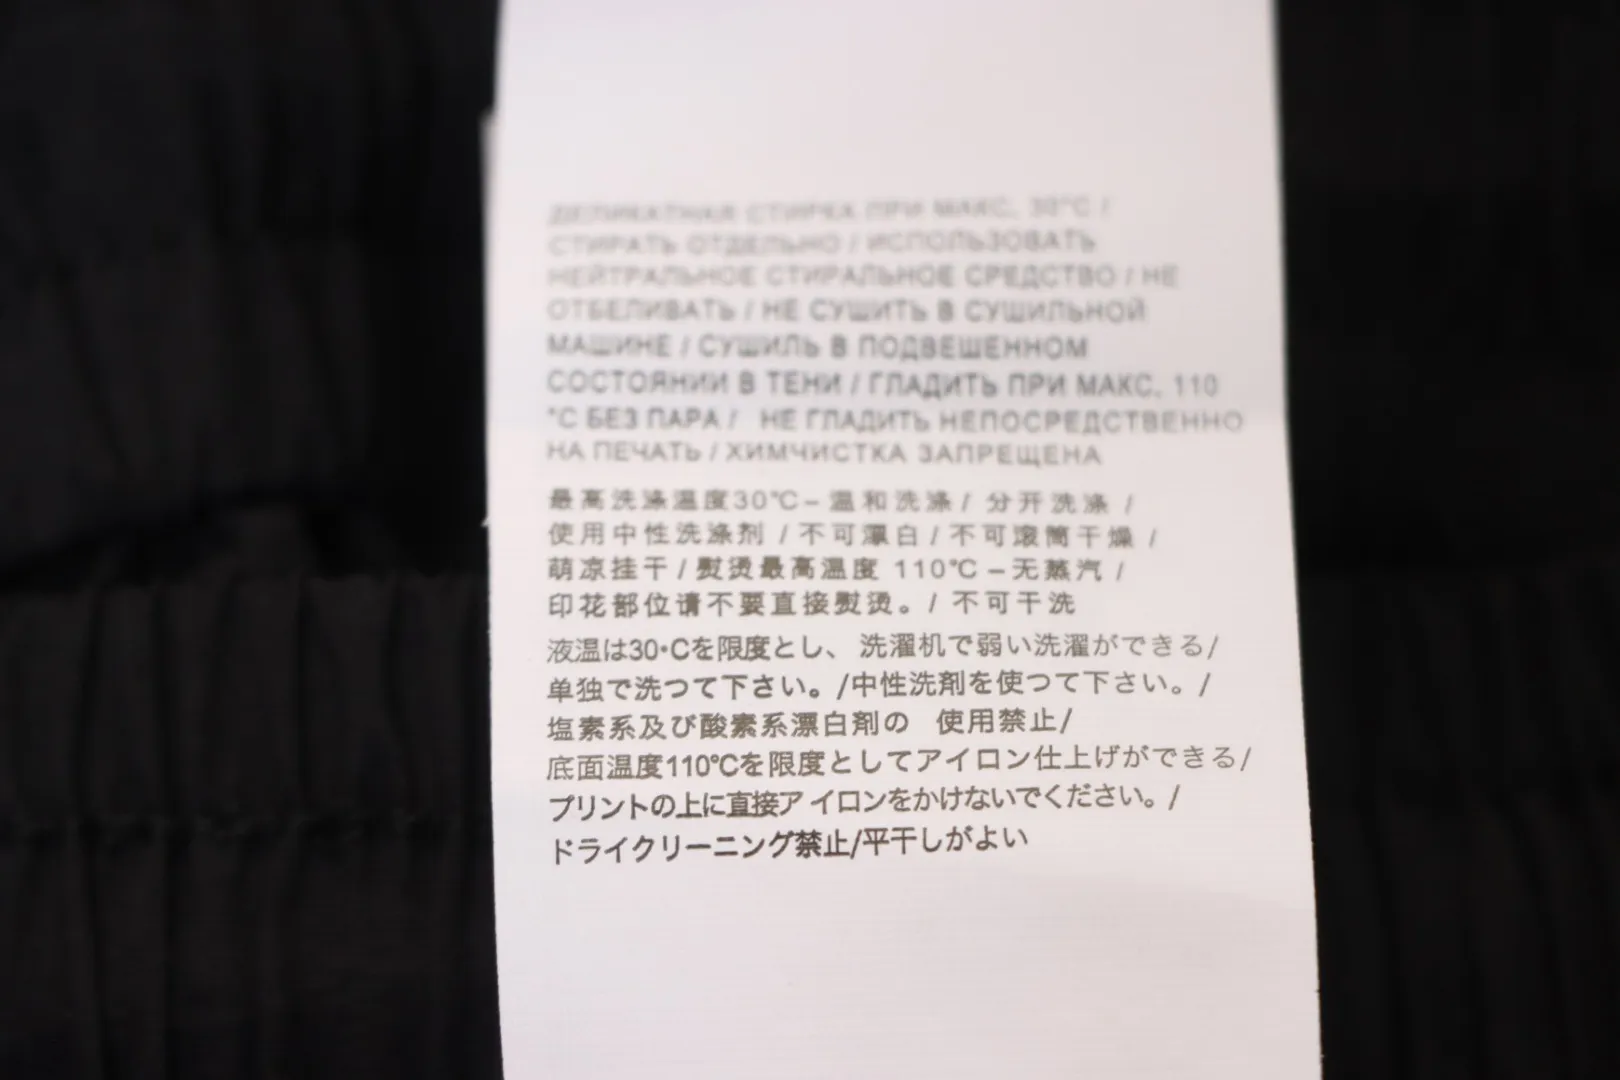 ДЕЛИКАТНАЯ СТИРКА ПРИ МАКС. 30°C /
СТИРАТЬ ОТДЕЛЬНО / ИСПОЛЬЗОВАТЬ
НЕЙТРАЛЬНОЕ СТИРАЛЬНОЕ СРЕДСТВО / НЕ
ОТБЕЛИВАТЬ / НЕ СУШИТЬ В СУШИЛЬНОЙ
МАШИНЕ / СУШИЛЬ В ПОДВЕШЕННОМ
СОСТОЯНИИ В ТЕНИ / ГЛАДИТЬ ПРИ МАКС. 110
°C БЕЗ ПАРА / НЕ ГЛАДИТЬ НЕПОСРЕДСТВЕННО
НА ПЕЧАТЬ / ХИМЧИСТКА ЗАПРЕЩЕНА
最高洗涤温度30℃ – 温和洗涤 / 分开洗涤 /
使用中性洗涤剂 / 不可漂白 / 不可滚筒干燥 /
萌凉挂干 / 熨烫最高温度 110℃ – 无蒸汽 /
印花部位请不要直接熨烫。/ 不可干洗
液温は30·Cを限度とし、 洗濯机で弱い洗濯ができる/
单独で洗つて下さい。/中性洗剤を使つて下さい。/
塩素系及び酸素系漂白剤の 使用禁止/
底面温度110℃を限度としてアイロン仕上げができる/
プリントの上に直接ア イロンをかけないでください。/
ドライクリーニング禁止/平干しがよい